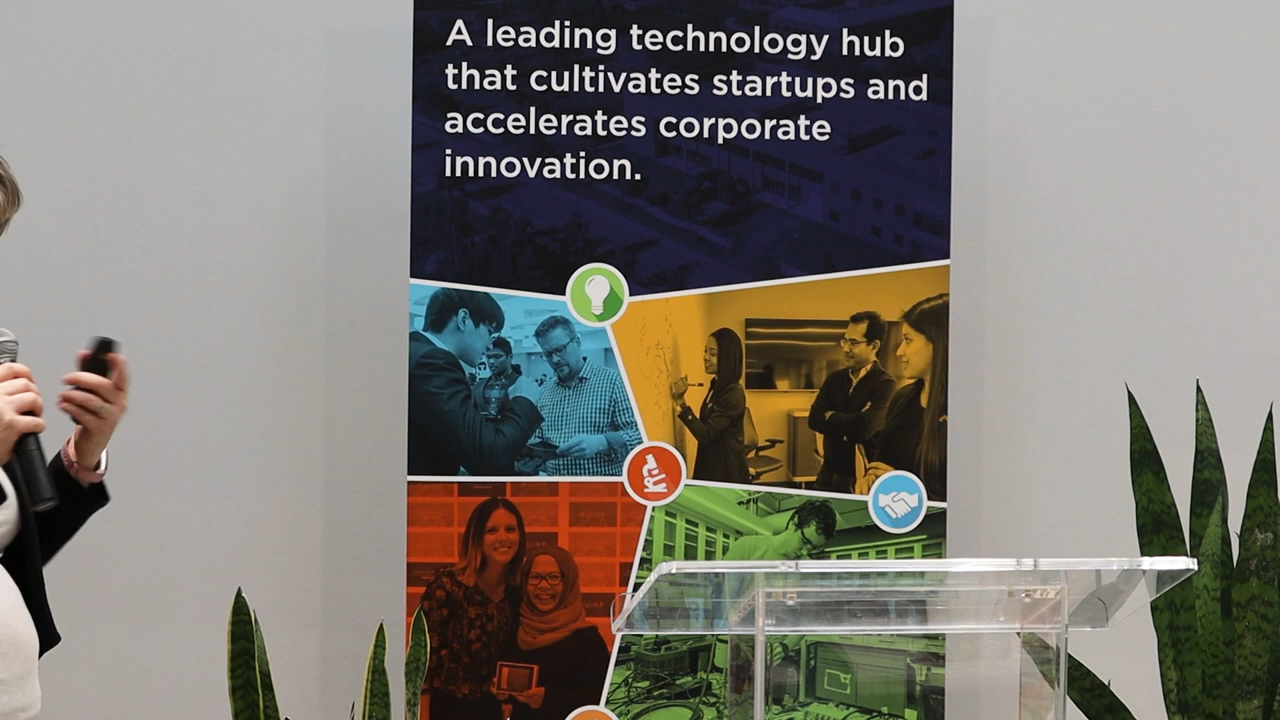 A leading technology hub
that cultivates startups and
accelerates corporate
innovation.